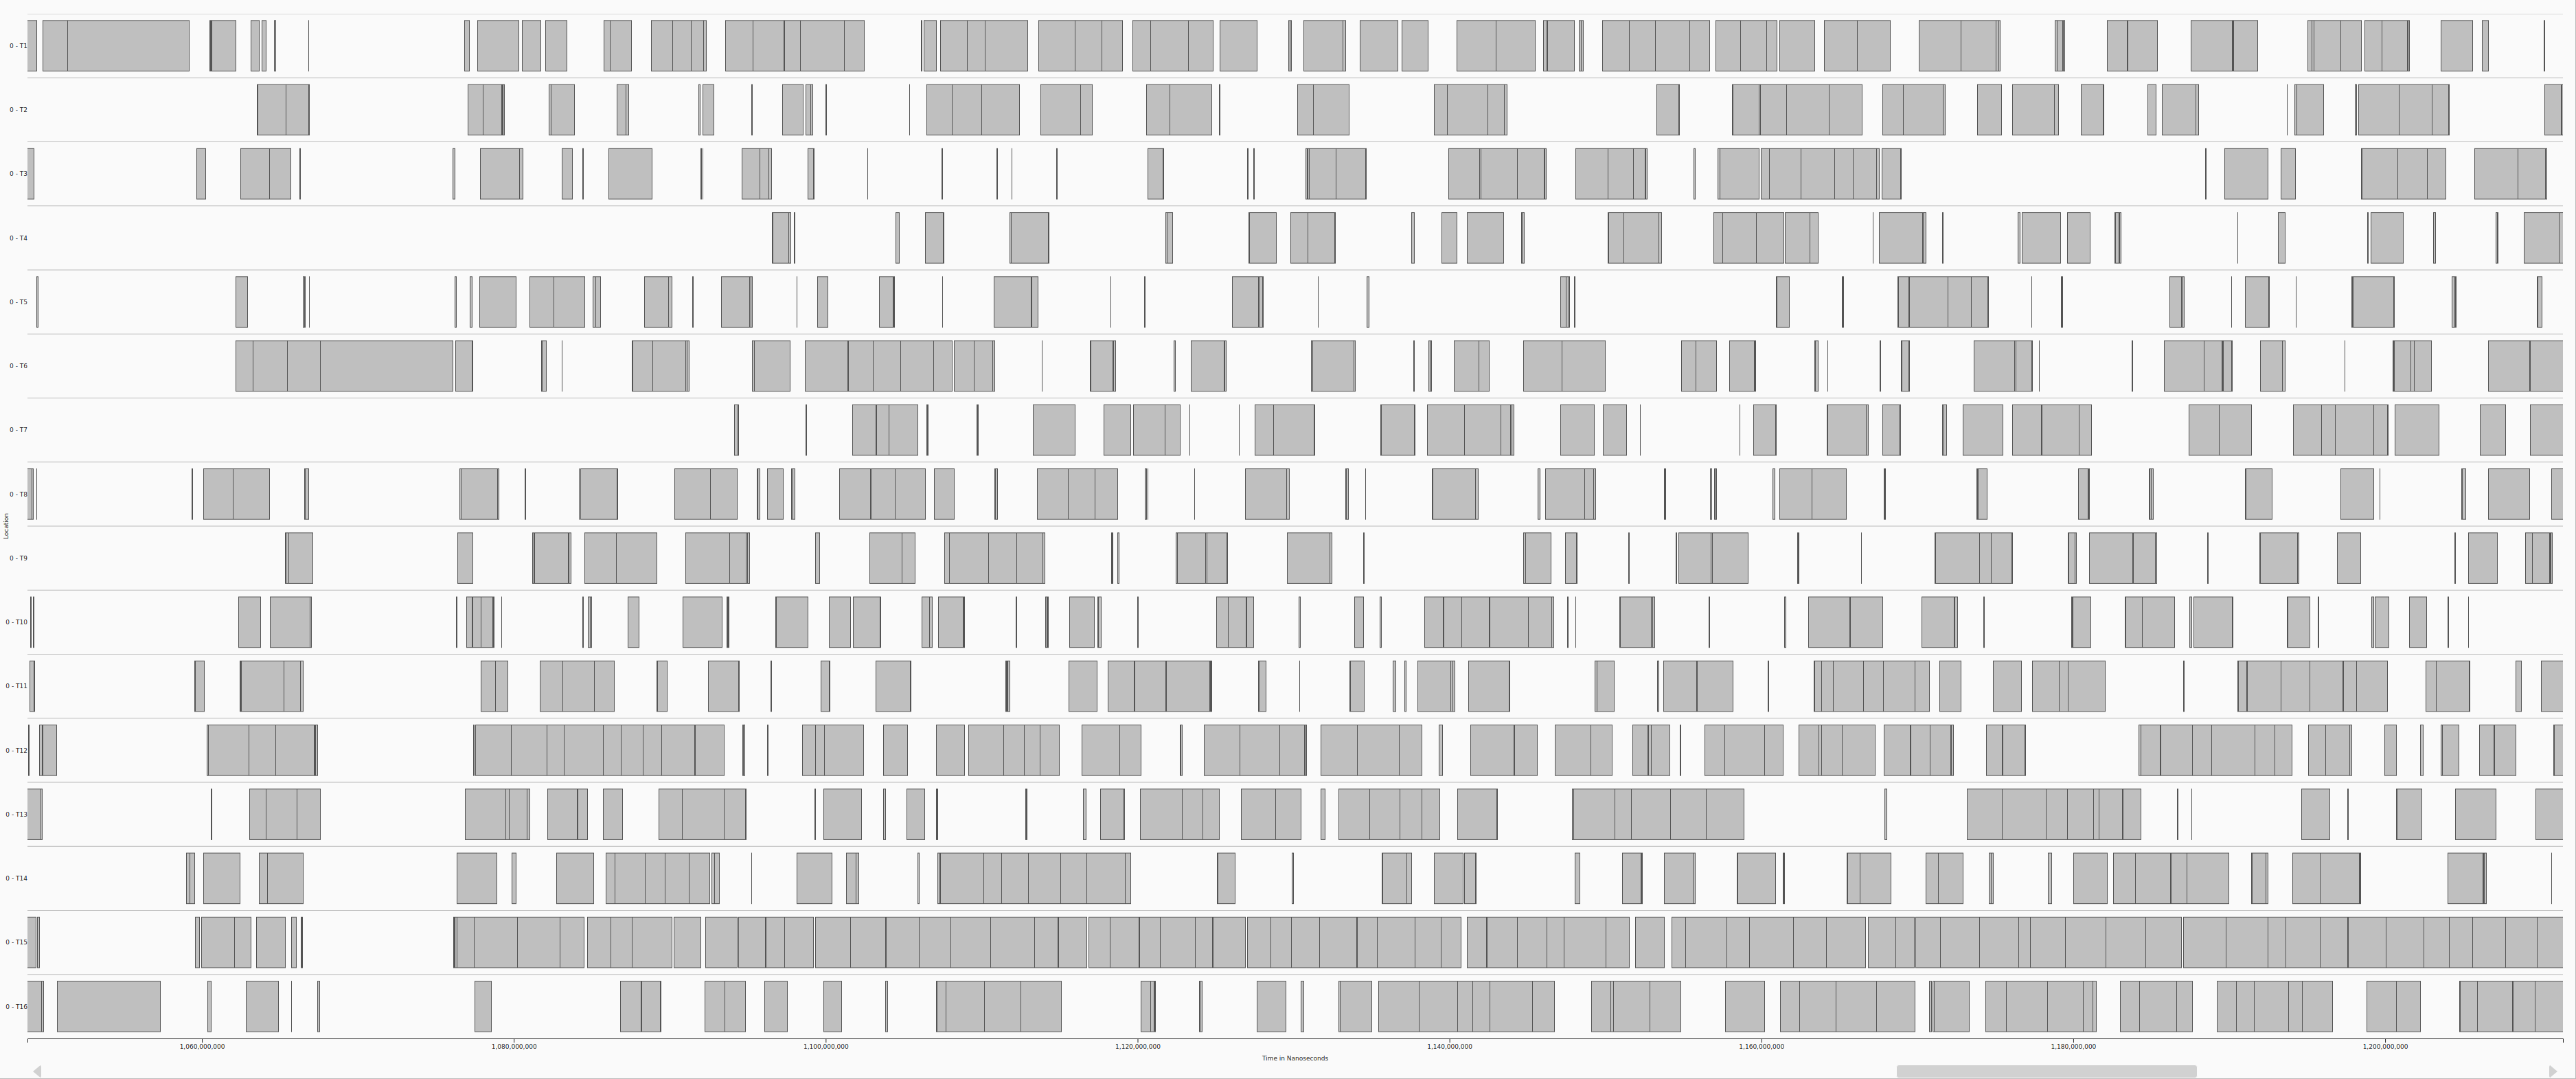 0 - T1
0 - T2
0 - T3
0 - T4
0 - T5
0 - T6
0 - T7
0 - T8
Location
0 - T9
0 - T10
0 - T11
0 - T12
0 - T13
0 - T14
0 - T15
0 - T16
1,060,000,000 1,080,000,000 1,100,000,000 1,120,000,000 1,140,000,000 1,160,000,000 1,180,000,000 1,200,000,000
Time in Nanoseconds